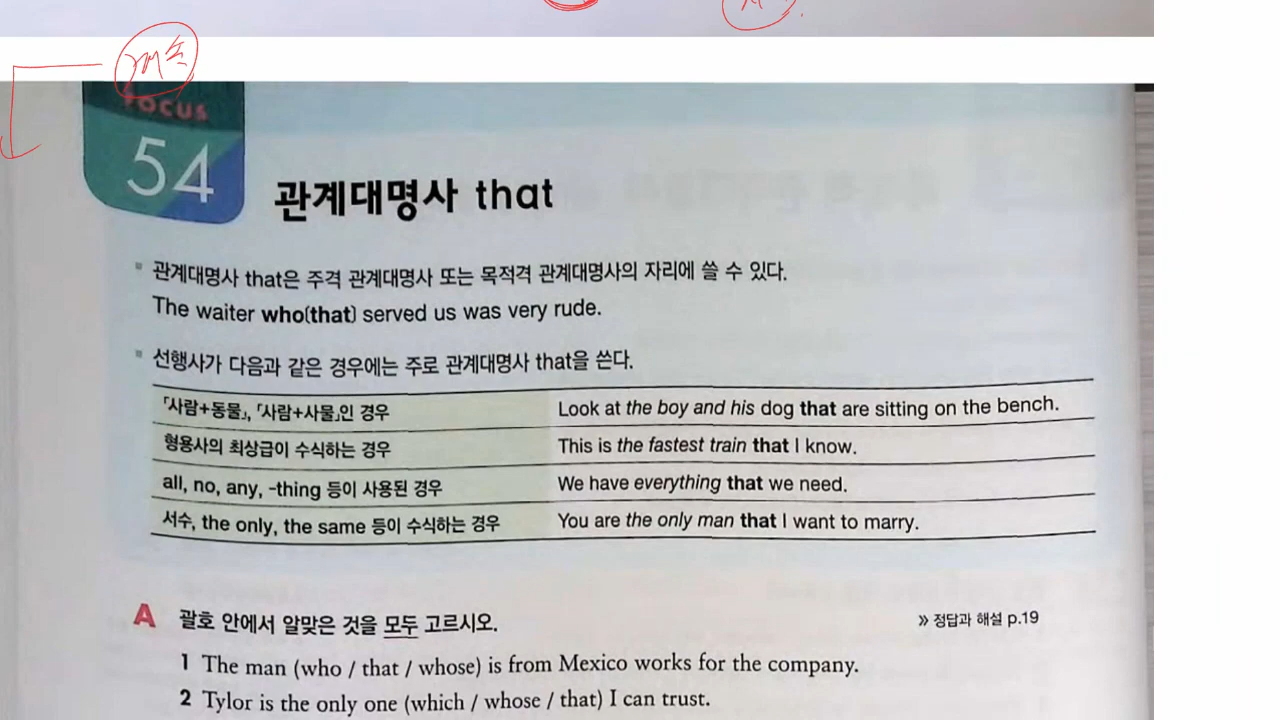 계속
FOCUS
54
관계대명사 that
관계대명사 that은 주격 관계대명사 또는 목적격 관계대명사의 자리에 쓸 수 있다.
The waiter who(that) served us was very rude.
선행사가 다음과 같은 경우에는 주로 관계대명사 that을 쓴다.
「사람+동물」, 「사람+사물」인 경우 Look at the boy and his dog that are sitting on the bench.
형용사의 최상급이 수식하는 경우 This is the fastest train that I know.
all, no, any, -thing 등이 사용된 경우 We have everything that we need.
서수, the only, the same 등이 수식하는 경우 You are the only man that I want to marry.
A 괄호 안에서 알맞은 것을 모두 고르시오. » 정답과 해설 p.19
1 The man (who / that / whose) is from Mexico works for the company.
2 Tylor is the only one (which / whose / that) I can trust.